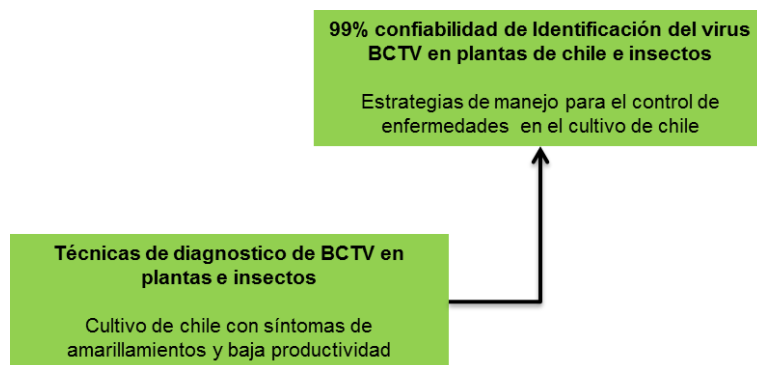 99% confiabilidad de Identificación del virus
BCTV en plantas de chile e insectos
Estrategias de manejo para el control de
enfermedades en el cultivo de chile
Técnicas de diagnostico de BCTV en
plantas e insectos
Cultivo de chile con síntomas de
amarillamientos y baja productividad